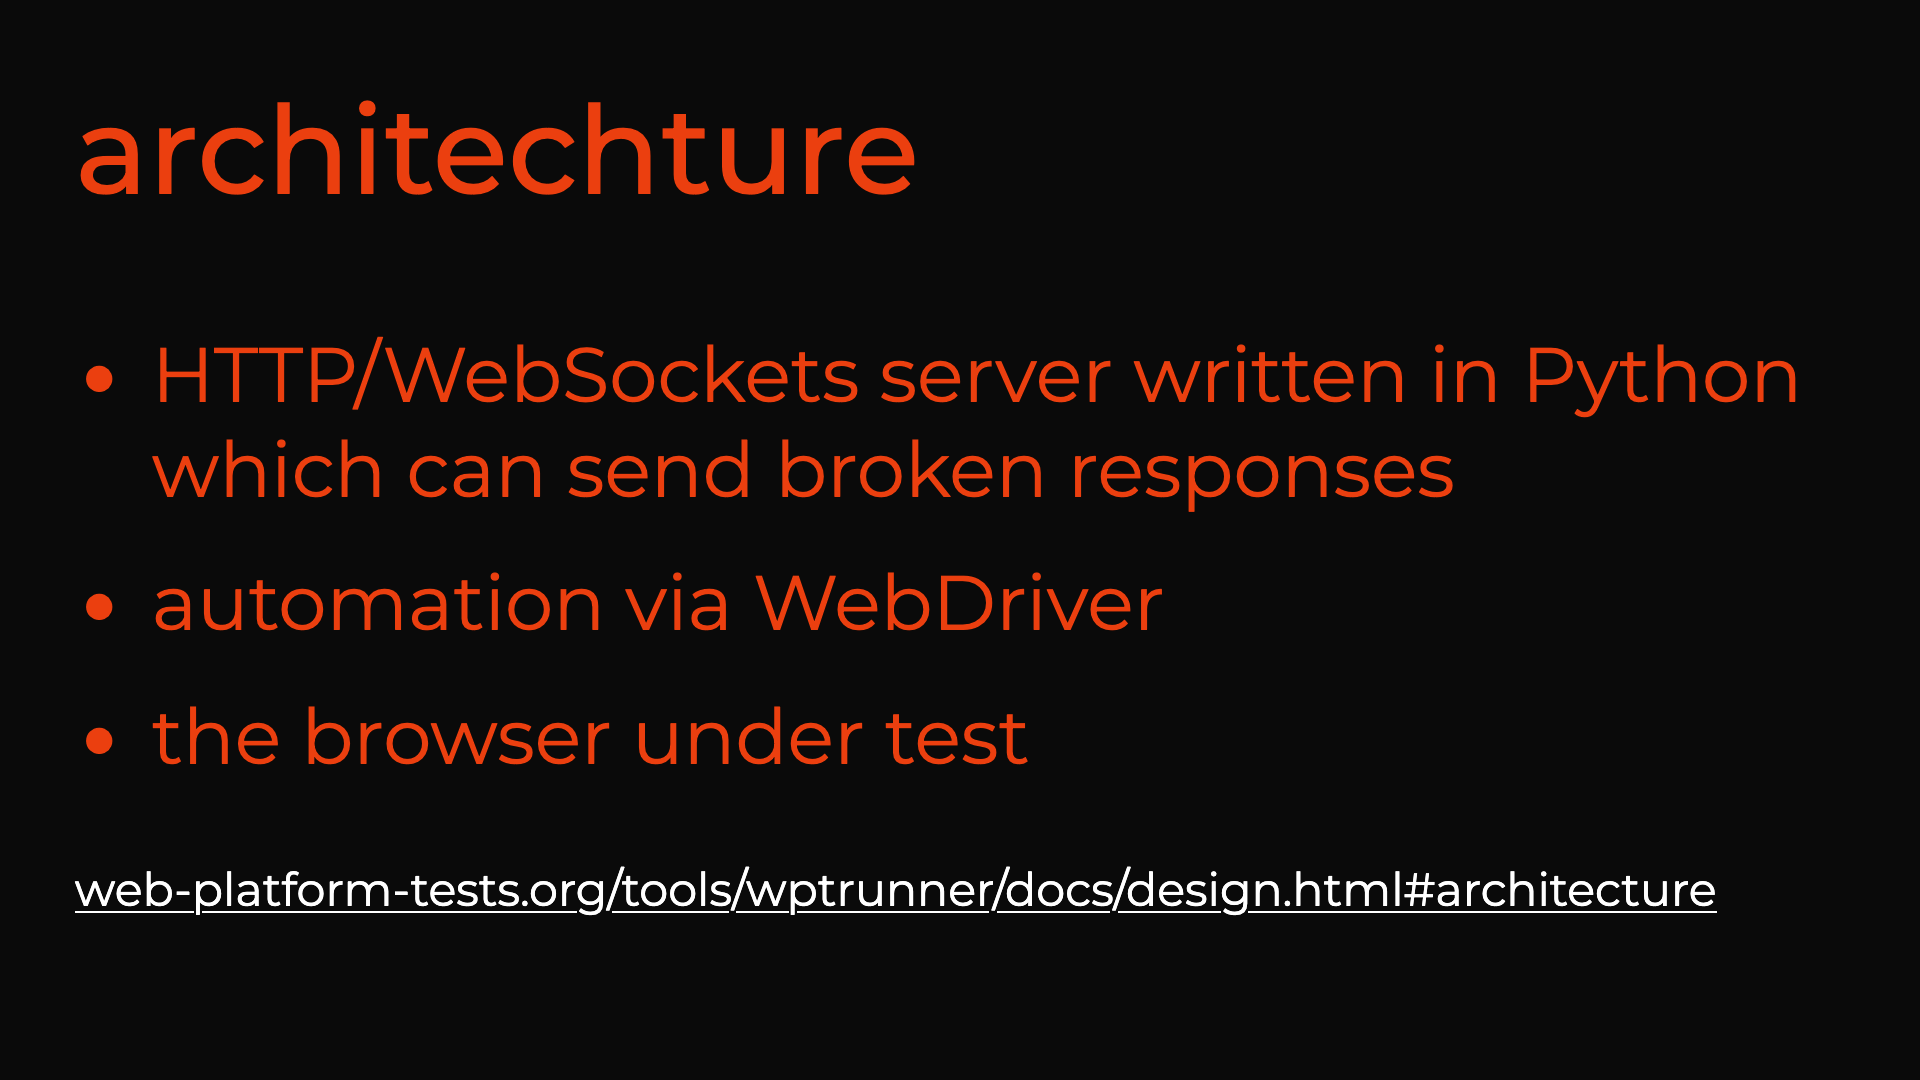 architechture
• HTTP/WebSockets server written in Python
which can send broken responses
• automation via WebDriver
• the browser under test
web-platform-tests.org/tools/wptrunner/docs/design.html#architecture